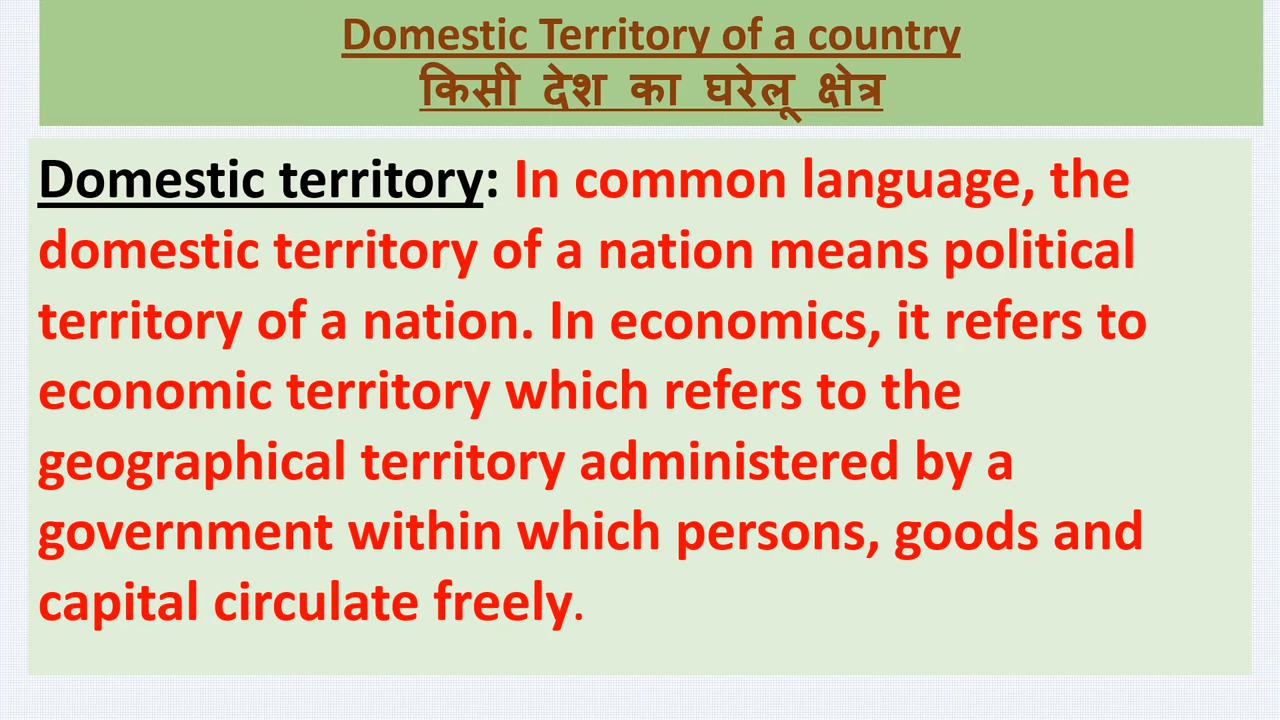 Domestic Territory of a country
किसी देश का घरेलू क्षेत्र
Domestic territory: In common language, the
domestic territory of a nation means political
territory of a nation. In economics, it refers to
economic territory which refers to the
geographical territory administered by a
government within which persons, goods and
capital circulate freely.